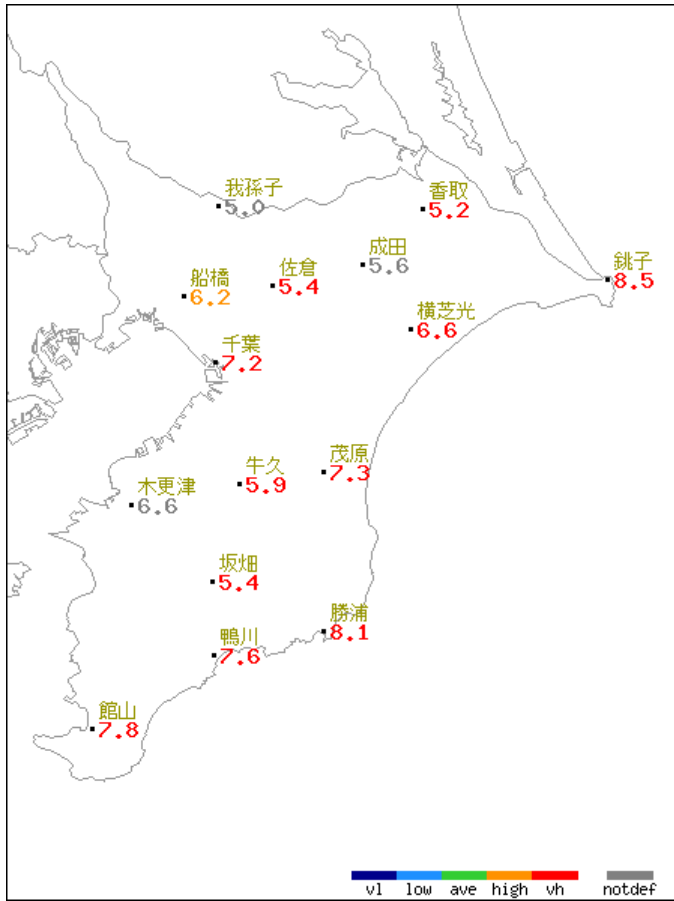 我孫子
5.0
香取
5.2
成田
5.6
佐倉
5.4
船橋
6.2
銚子
8.5
横芝光
6.6
千葉
7.2
茂原
7.3
牛久
5.9
木更津
6.6
坂畑
5.4
勝浦
8.1
鴨川
7.6
館山
7.8
vl low ave high vh notdef